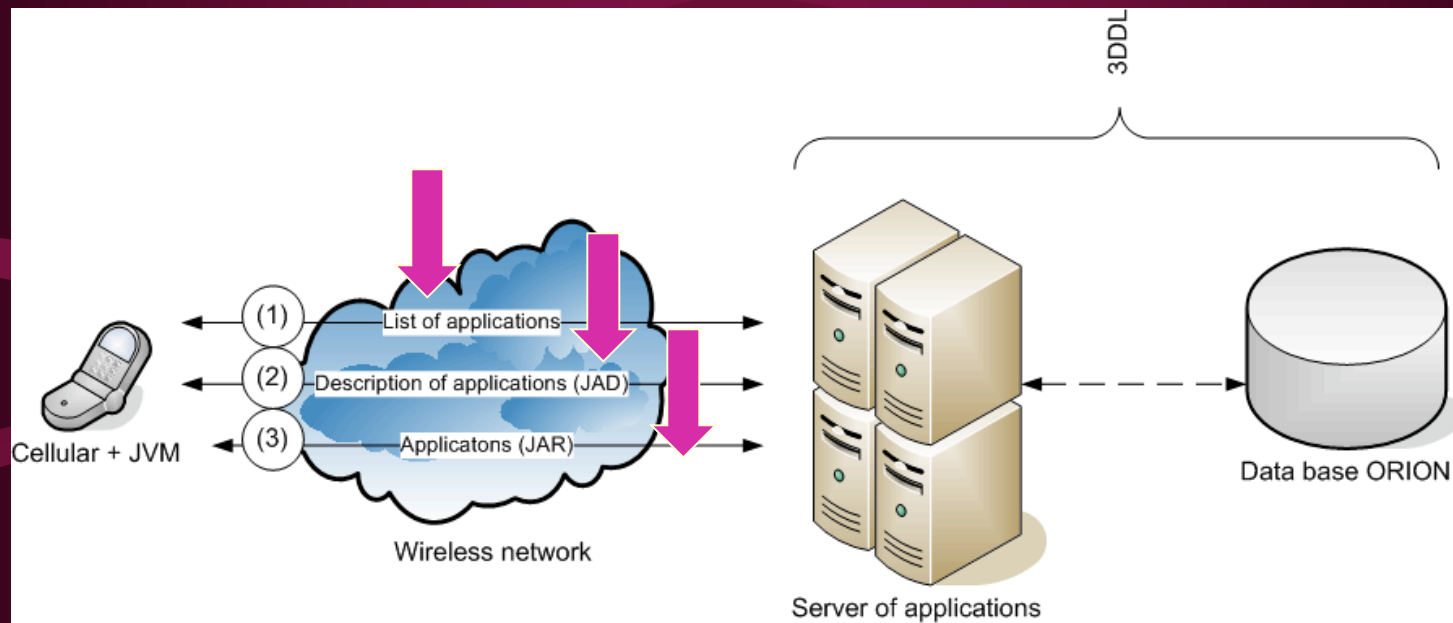 3DDL
(1)
List of applications
(2)
Description of applications (JAD)
(3)
Applicatons (JAR)
Cellular + JVM
Wireless network
Data base ORION
Server of applications